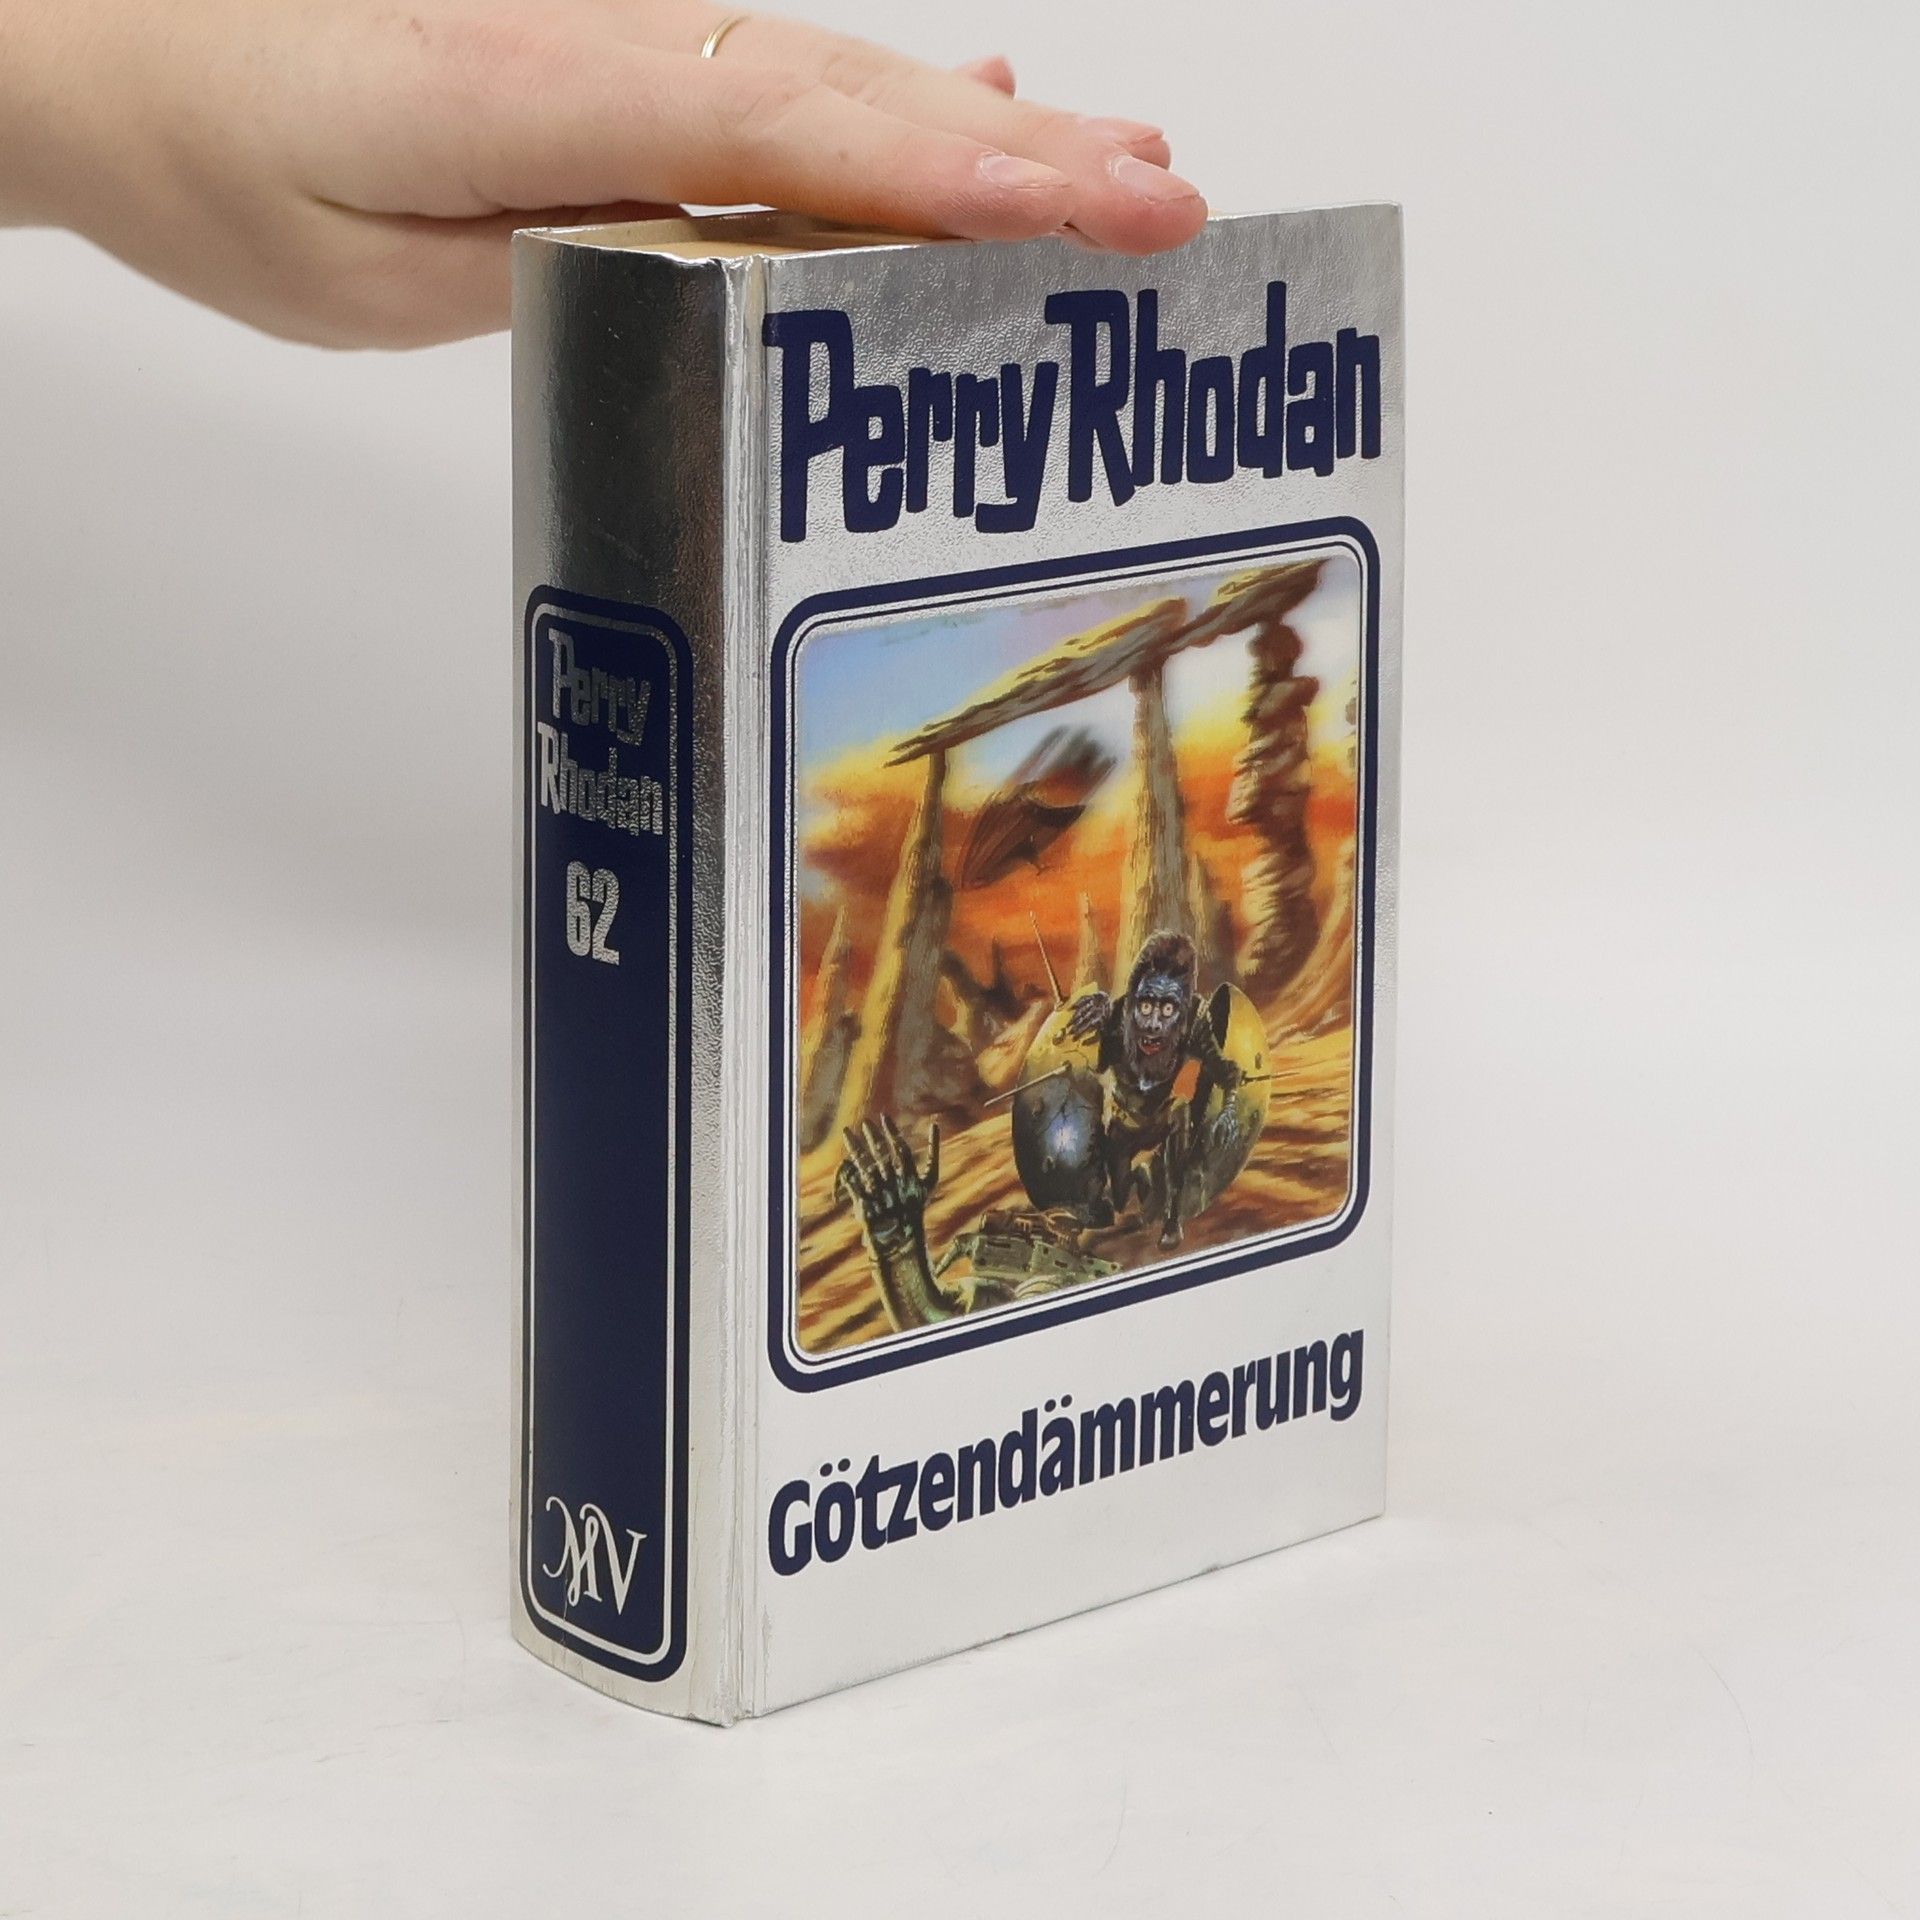 Perry Rhodan
Götzendämmerung
Perry
Rhodan
62
MV